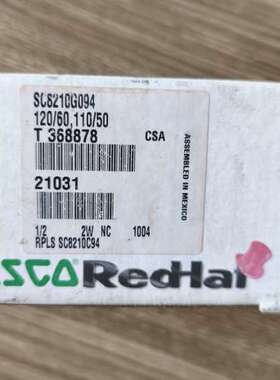 SC8210G094
120/60,110/50
T 368878 CSA
ASSEMBLED IN MEXICO
21031
1/2 2W NC 1004
RPLS SC8210C94
SCO RedHat